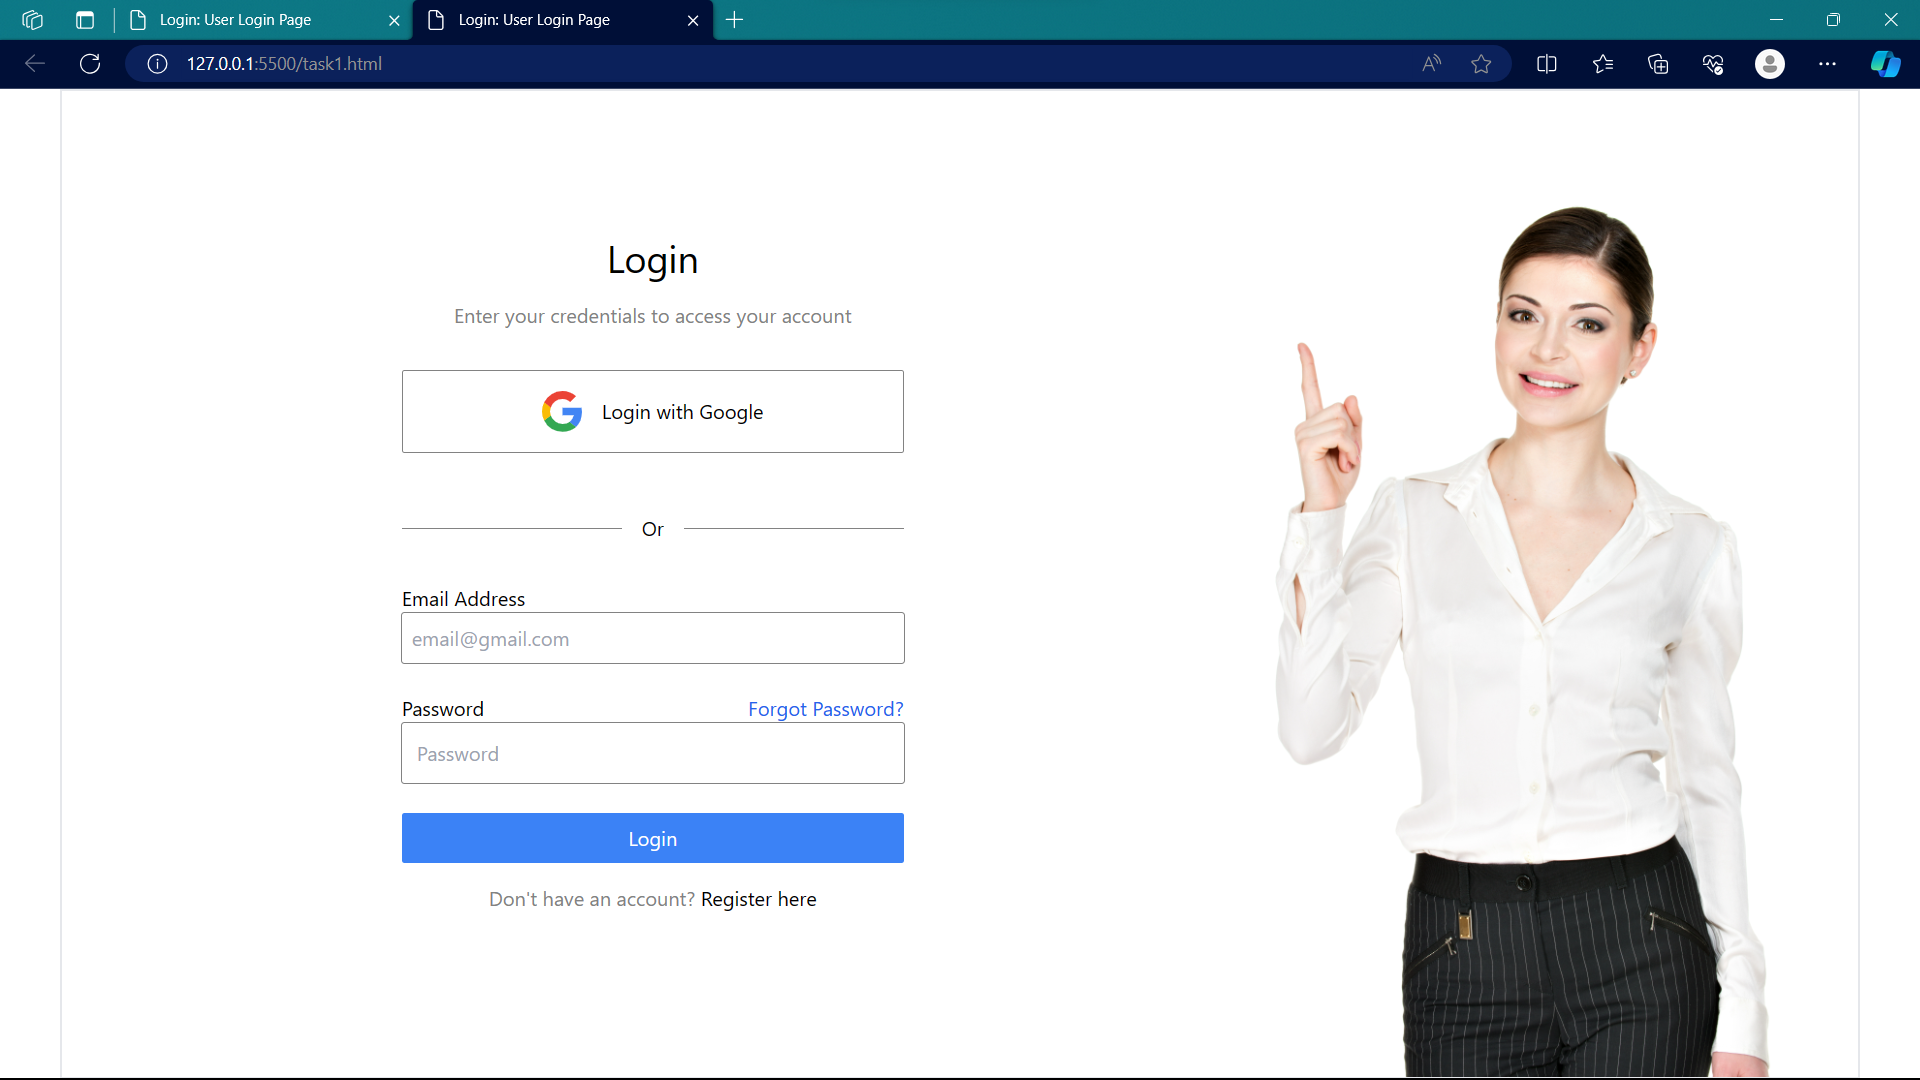 Login: User Login Page
Login: User Login Page
127.0.0.1:5500/task1.html
Login
Enter your credentials to access your account
Login with Google
Or
Email Address
email@gmail.com
Password Forgot Password?
Password
Login
Don't have an account? Register here